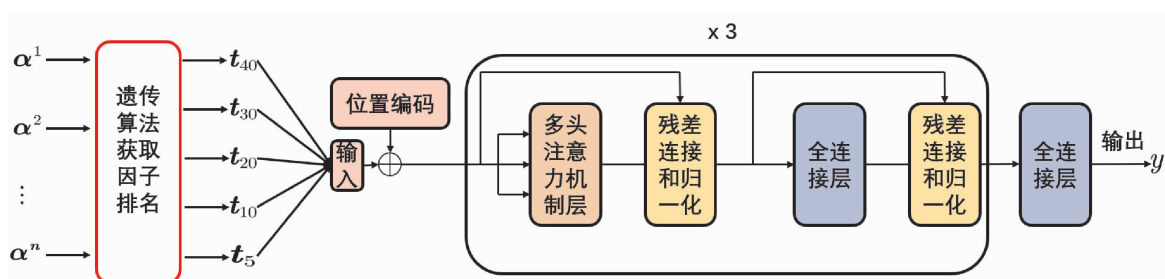 x 3
α¹
α²
⋮
αⁿ
遗传
算法
获取
因子
排名
t₄₀
t₃₀
t₂₀
t₁₀
t₅
输
入
位置编码
多头
注意
力机
制层
残差
连接
和归
一化
全连
接层
残差
连接
和归
一化
全连
接层
输出
y